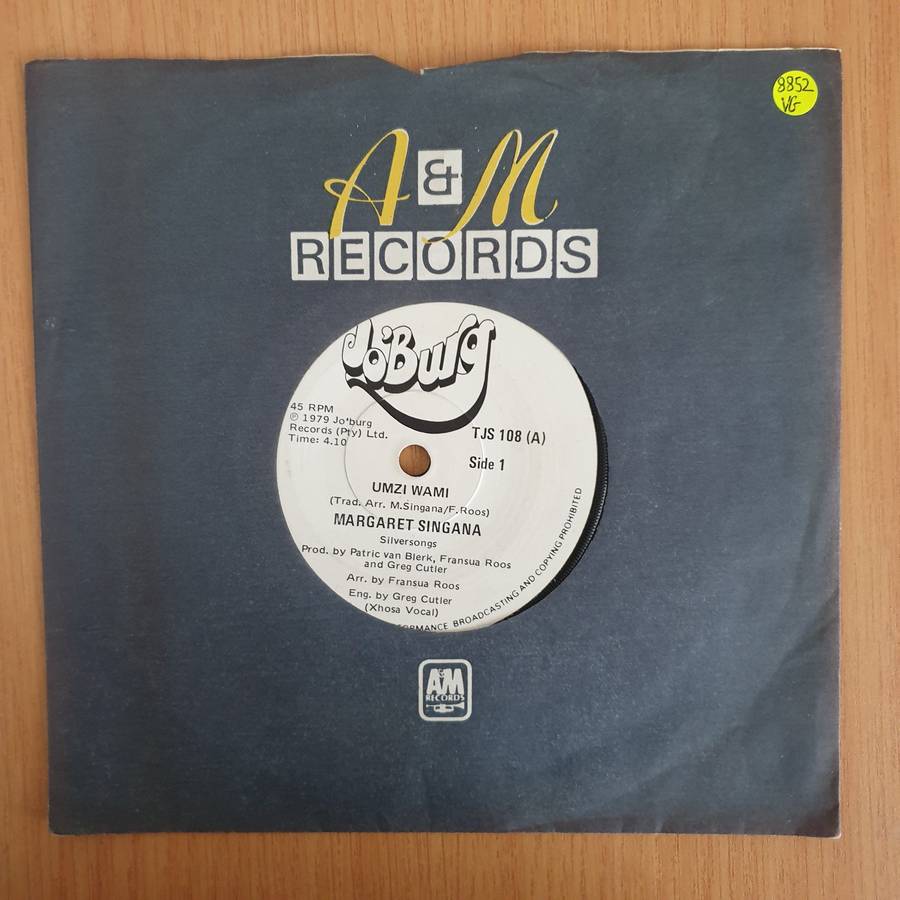 8852
VG
A & M
RECORDS
Jo'Burg
45 RPM
℗ 1979 Jo'burg
Records (Pty) Ltd.
Time: 4.10
TJS 108 (A)
Side 1
UMZI WAMI
(Trad. Arr. M.Singana/F.Roos)
MARGARET SINGANA
Silversongs
Prod. by Patric van Blerk, Fransua Roos
and Greg Cutler
Arr. by Fransua Roos
Eng. by Greg Cutler
(Xhosa Vocal)
BROADCASTING AND COPYING PROHIBITED
A&M
RECORDS